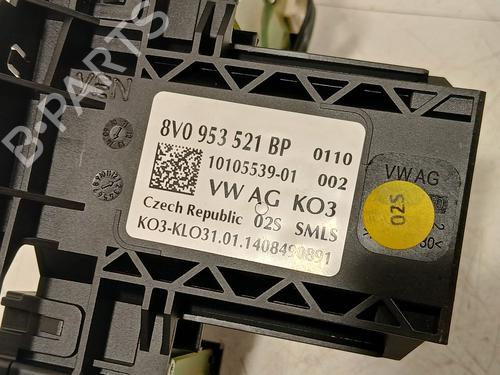 B-PARTS
8V0 953 521 BP 0110
10105539-01 002
VW AG KO3
Czech Republic 02S SMLS
KO3-KLO31.01.1408490891
VW AG
02S